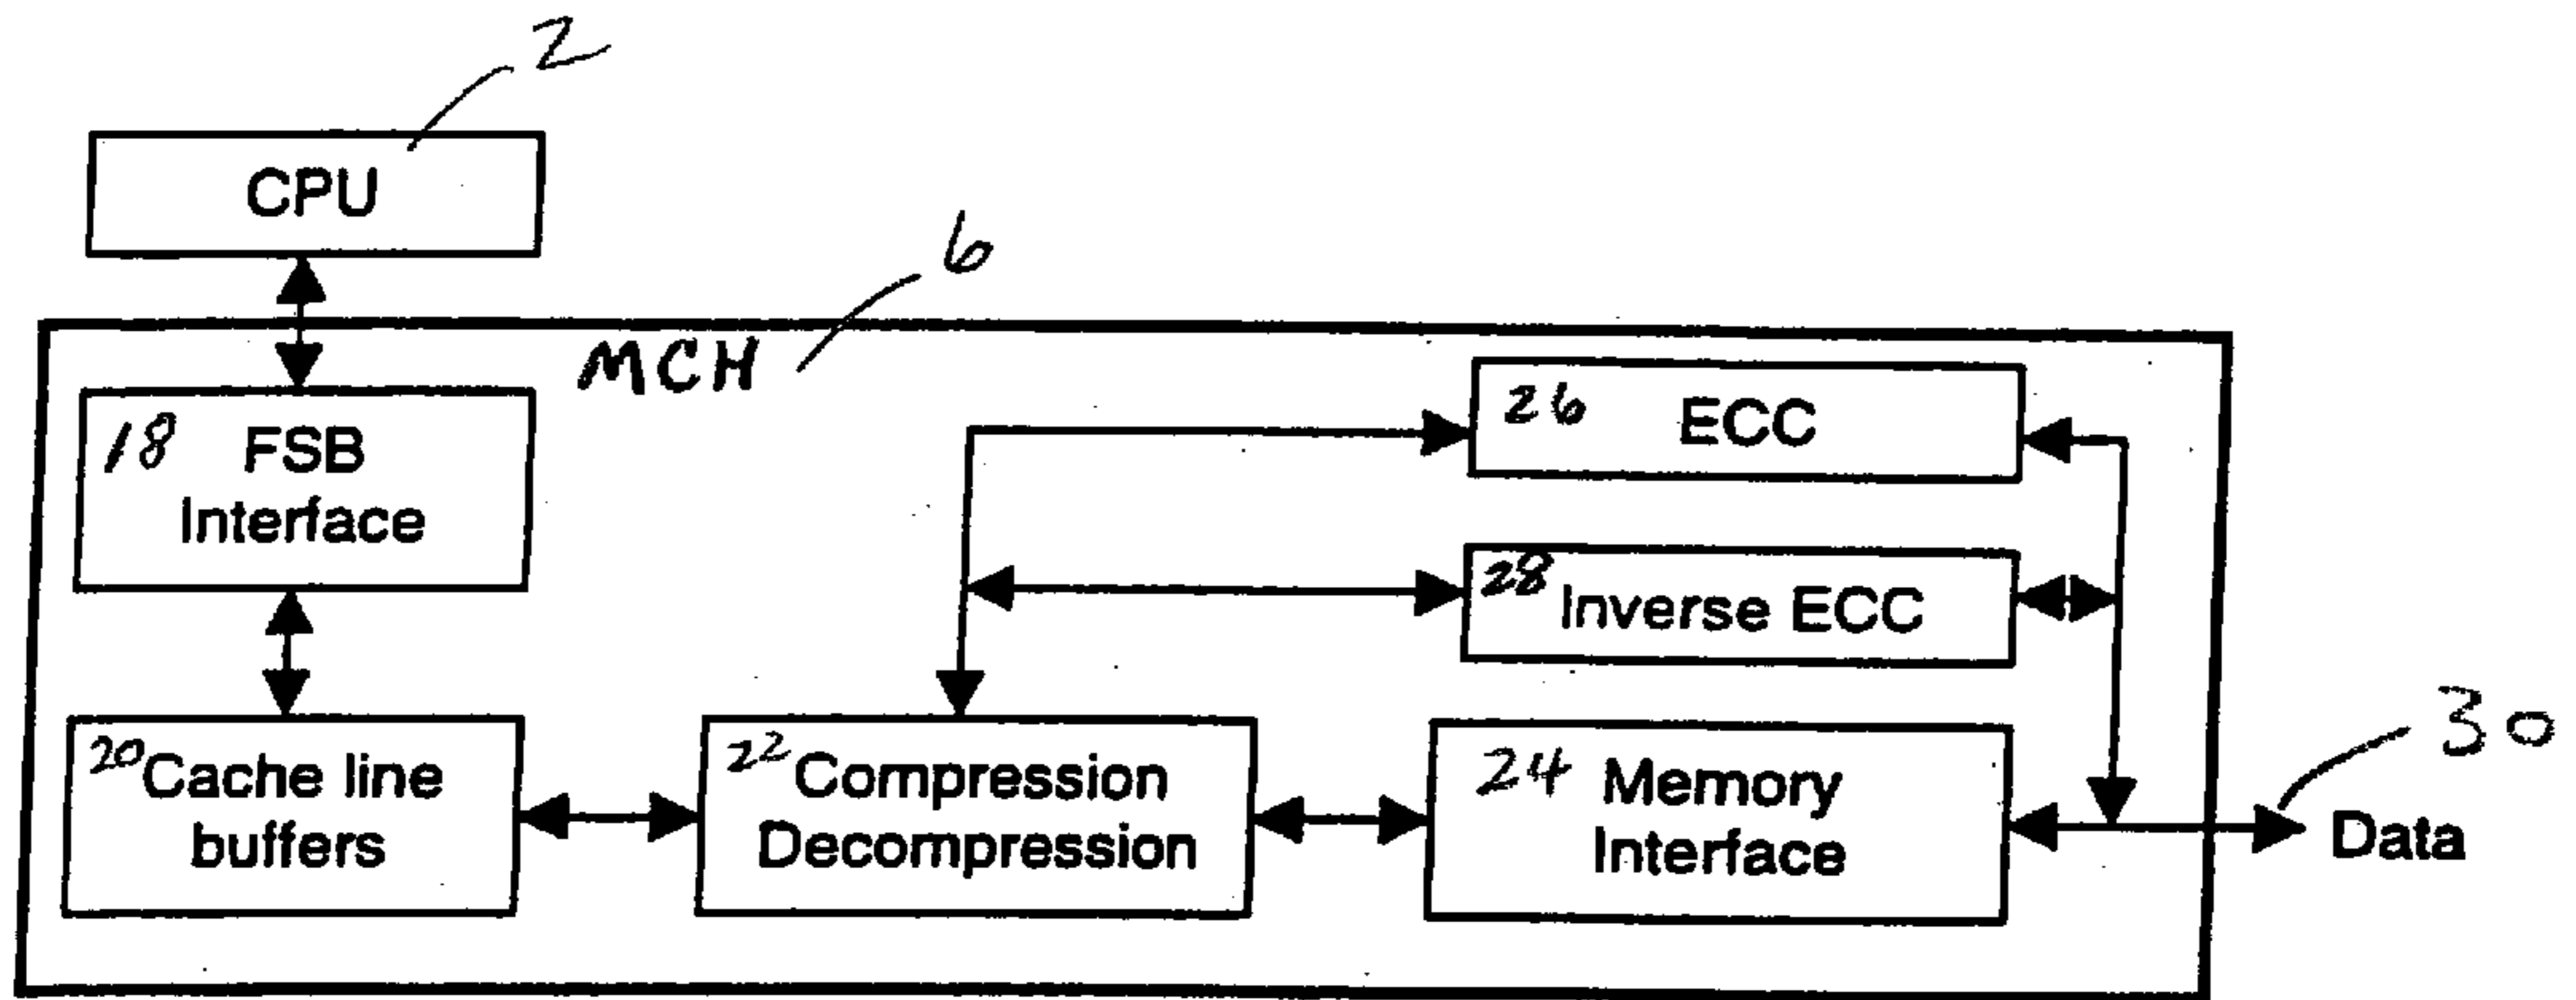 2
CPU
6
MCH
18 FSB
Interface
26 ECC
28 Inverse ECC
20 Cache line
buffers
22 Compression
Decompression
24 Memory
Interface
30
Data